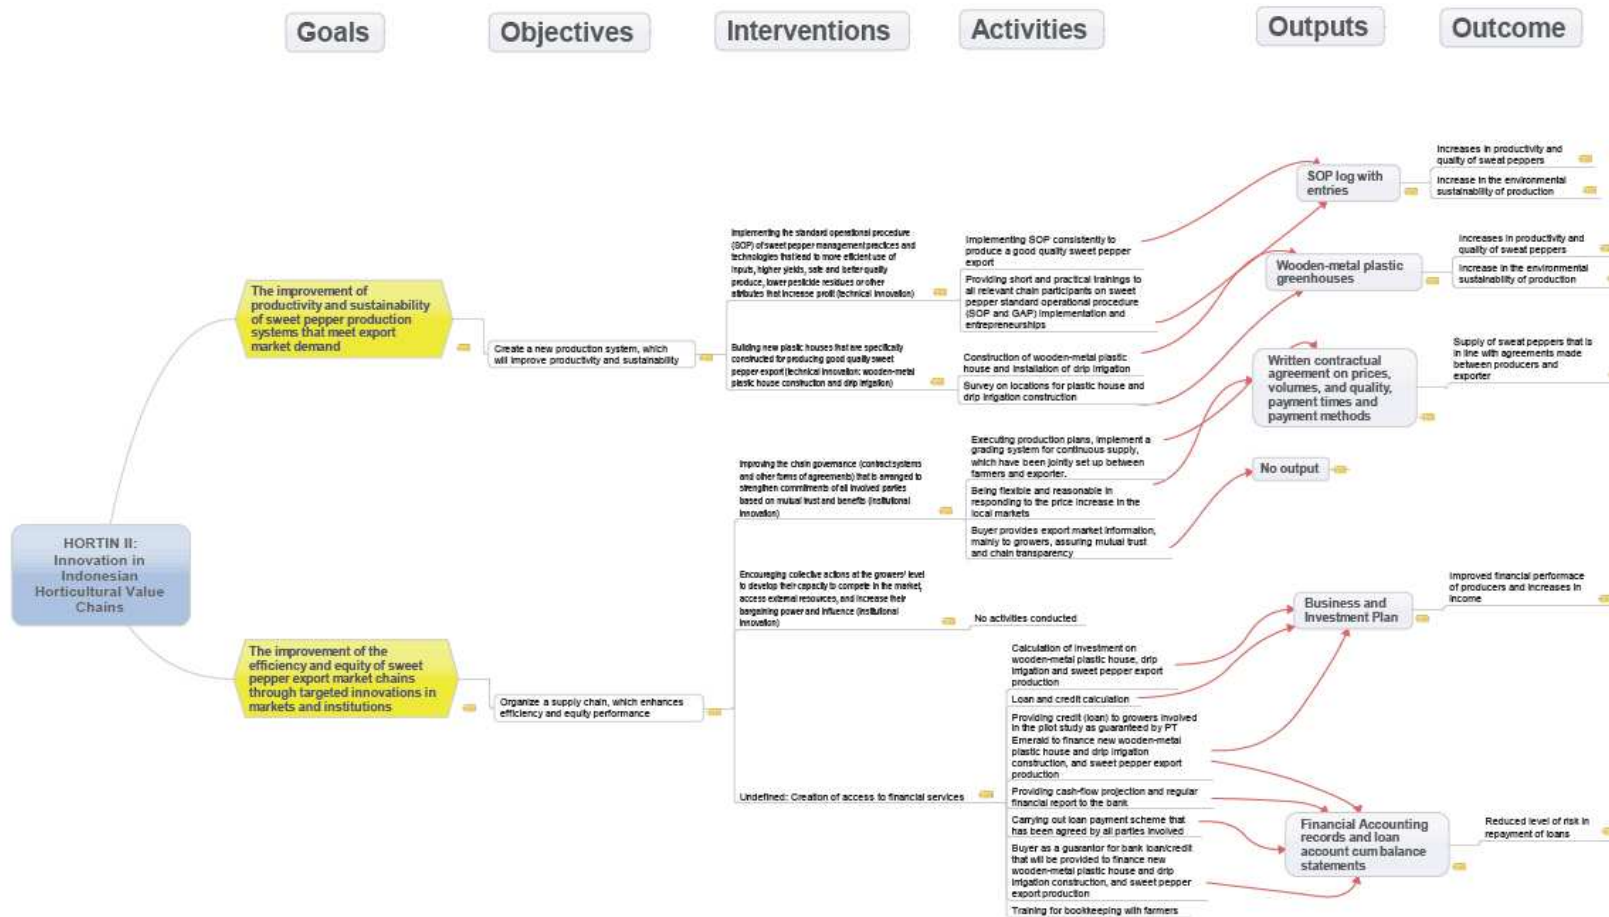 Goals
Objectives
Interventions
Activities
Outputs
Outcome
HORTIN II:
Innovation in
Indonesian
Horticultural Value
Chains
The improvement of
productivity and sustainability
of sweet pepper production
systems that meet export
market demand
Create a new production system, which
will improve productivity and sustainability
Implementing the standard operational procedure
(SOP) of sweet pepper management practices and
technologies that lead to more efficient use of
inputs, higher yields, safe and better quality
produce, lower pesticide residues or other
attributes that increase profit (technical innovation)
Implementing SOP consistently to
produce a good quality sweet pepper
export
Providing short and practical trainings to
all relevant chain participants on sweet
pepper standard operational procedure
(SOP and GAP) implementation and
entrepreneurships
Building new plastic houses that are specifically
constructed for producing good quality sweet
pepper export (technical innovation: wooden-metal
plastic house construction and drip irrigation)
Construction of wooden-metal plastic
house and installation of drip irrigation
Survey on locations for plastic house and
drip irrigation construction
SOP log with
entries
Increases in productivity and
quality of sweat peppers
Increase in the environmental
sustainability of production
Wooden-metal plastic
greenhouses
Increases in productivity and
quality of sweat peppers
Increase in the environmental
sustainability of production
Written contractual
agreement on prices,
volumes, and quality,
payment times and
payment methods
Supply of sweat peppers that is
in line with agreements made
between producers and
exporter
The improvement of the
efficiency and equity of sweet
pepper export market chains
through targeted innovations in
markets and institutions
Organize a supply chain, which enhances
efficiency and equity performance
Improving the chain governance (contract systems
and other forms of agreements) that is arranged to
strengthen commitments of all involved parties
based on mutual trust and benefits (institutional
innovation)
Executing production plans, implement a
grading system for continuous supply,
which have been jointly set up between
farmers and exporter.
Being flexible and reasonable in
responding to the price increase in the
local markets
Buyer provides export market information,
mainly to growers, assuring mutual trust
and chain transparency
No output
Encouraging collective actions at the growers' level
to develop their capacity to compete in the market,
access external resources, and increase their
bargaining power and influence (institutional
innovation)
No activities conducted
Undefined: Creation of access to financial services
Calculation of investment on
wooden-metal plastic house, drip
irrigation and sweet pepper export
production
Loan and credit calculation
Providing credit (loan) to growers involved
in the pilot study as guaranteed by PT
Emerald to finance new wooden-metal
plastic house and drip irrigation
construction, and sweet pepper export
production
Providing cash-flow projection and regular
financial report to the bank
Carrying out loan payment scheme that
has been agreed by all parties involved
Buyer as a guarantor for bank loan/credit
that will be provided to finance new
wooden-metal plastic house and drip
irrigation construction, and sweet pepper
export production
Training for bookkeeping with farmers
Business and
Investment Plan
Improved financial performace
of producers and increases in
income
Financial Accounting
records and loan
account cum balance
statements
Reduced level of risk in
repayment of loans